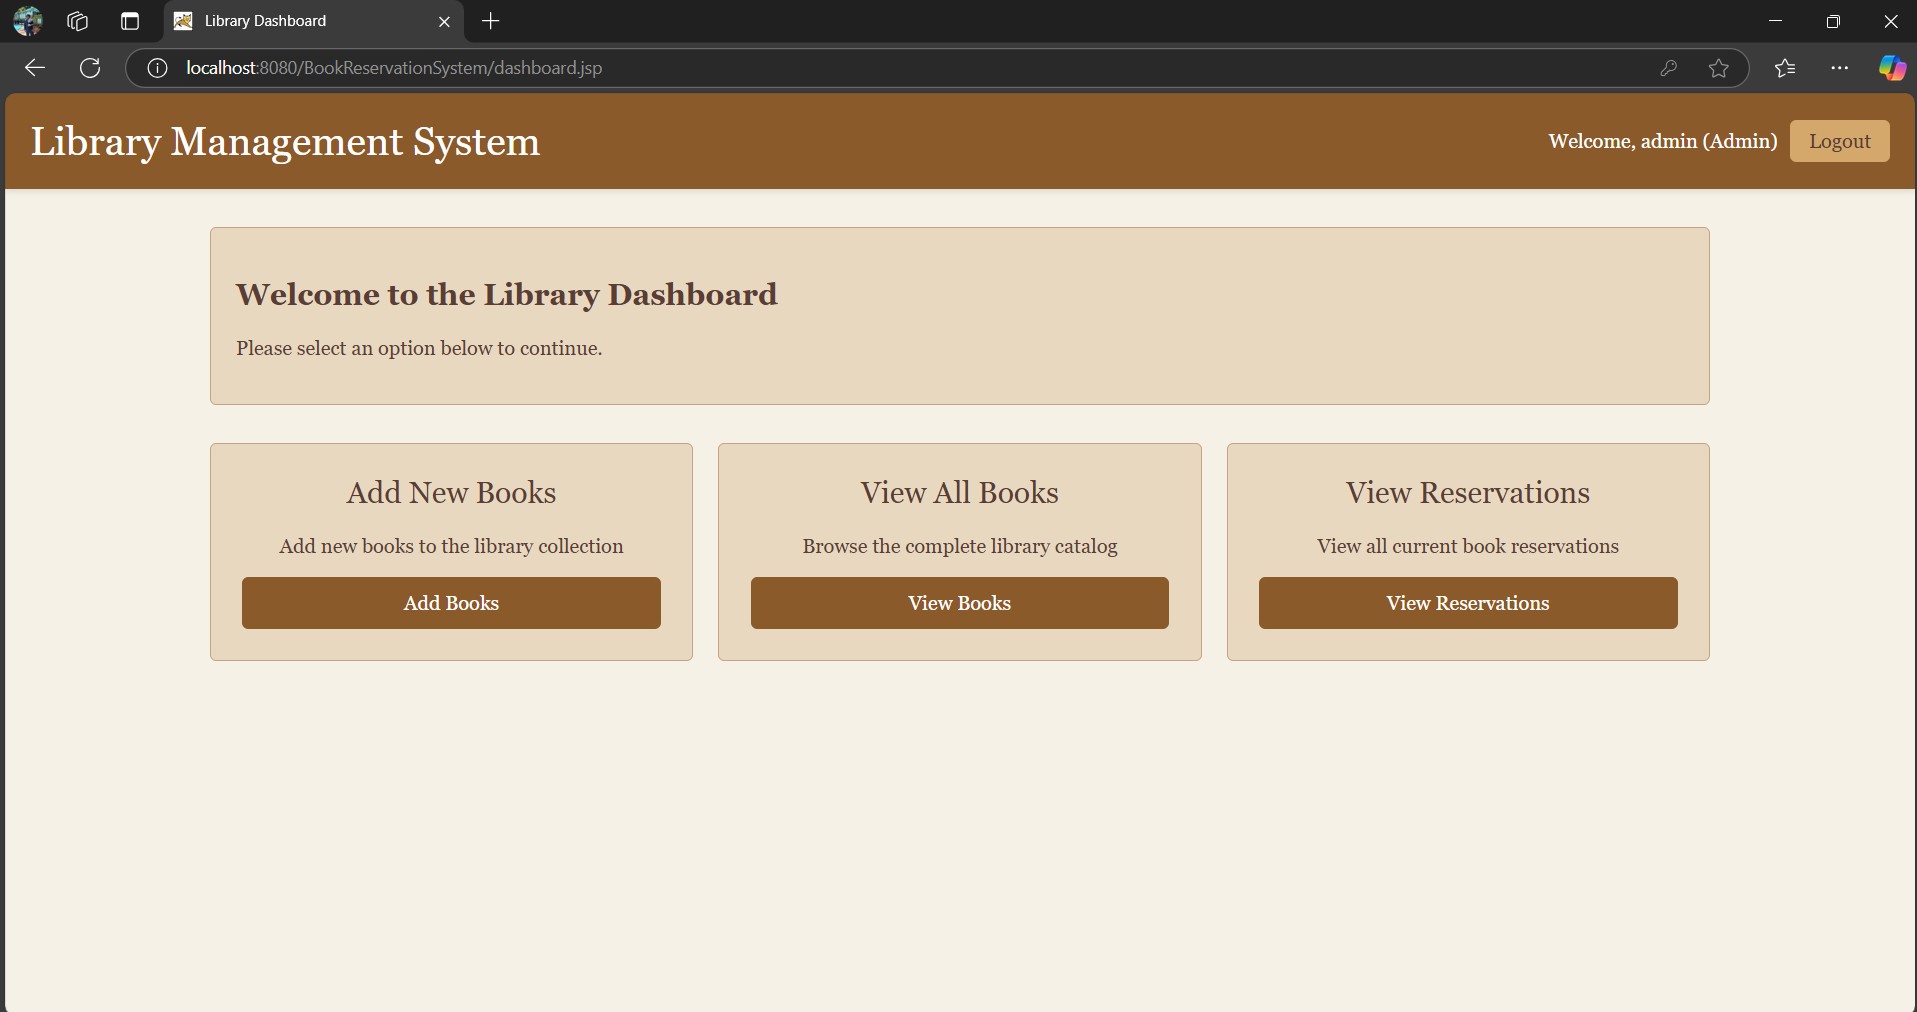 Library Dashboard
localhost:8080/BookReservationSystem/dashboard.jsp
Library Management System
Welcome, admin (Admin)
Logout
Welcome to the Library Dashboard
Please select an option below to continue.
Add New Books
Add new books to the library collection
Add Books
View All Books
Browse the complete library catalog
View Books
View Reservations
View all current book reservations
View Reservations